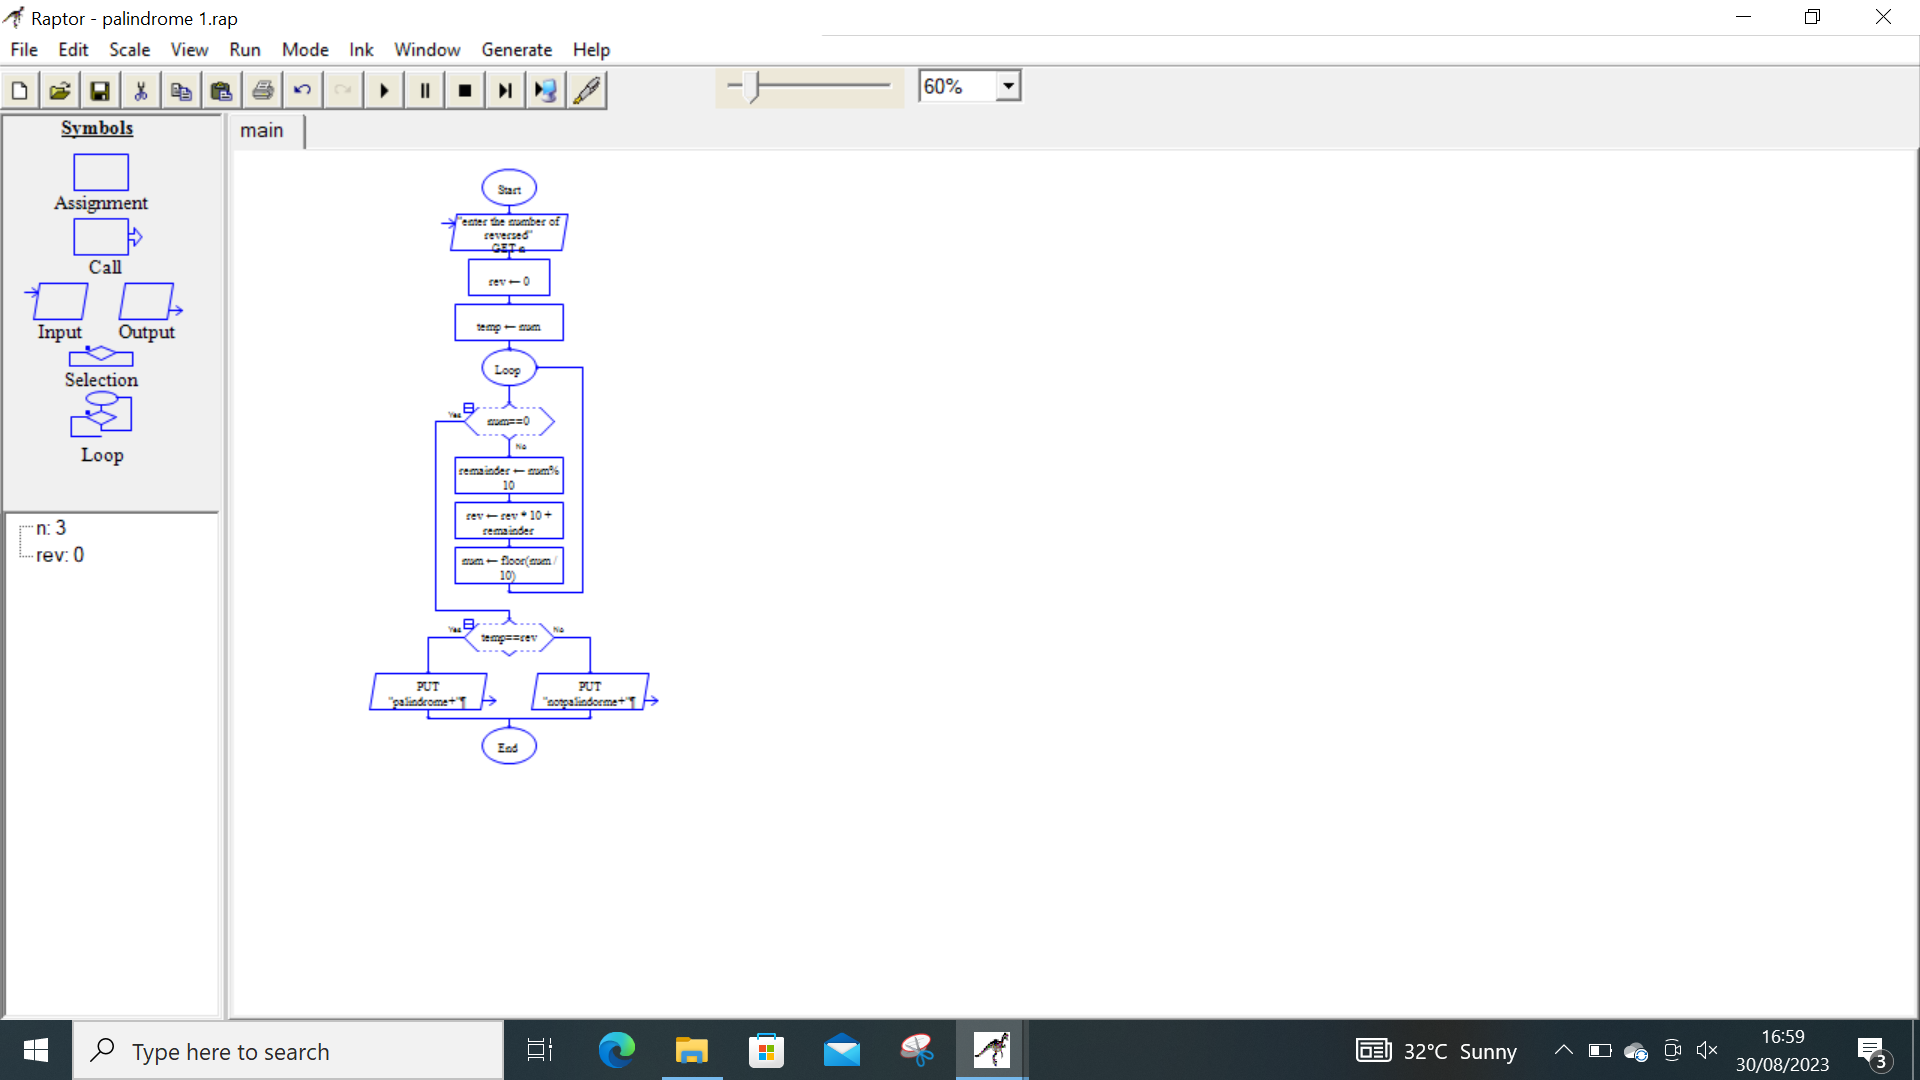 Raptor - palindrome 1.rap
File Edit Scale View Run Mode Ink Window Generate Help
60%
Symbols
Assignment
Call
Input Output
Selection
Loop
n: 3
rev: 0
main
Start
"enter the number of
reversed"
GET n
rev ← 0
temp ← num
Loop
Yes
num==0
No
remainder ← num%
10
rev ← rev * 10 +
remainder
num ← floor(num /
10)
Yes
temp==rev
No
PUT
"palindrome+"¶
PUT
"notpalindorme+"¶
End
Type here to search
32°C Sunny
16:59
30/08/2023
3